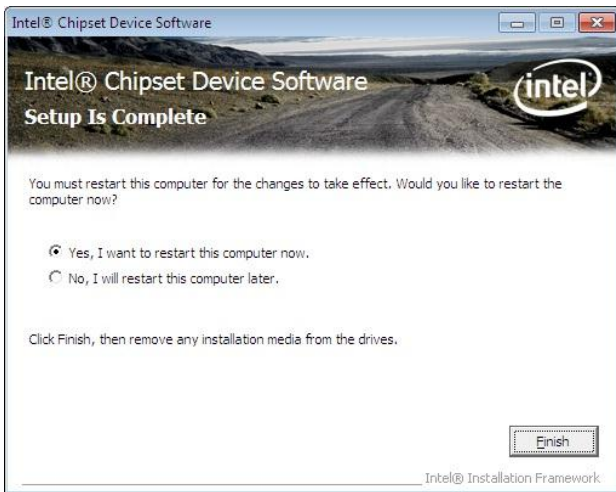 Intel® Chipset Device Software
Intel® Chipset Device Software
intel
Setup Is Complete
You must restart this computer for the changes to take effect. Would you like to restart the
computer now?
Yes, I want to restart this computer now.
No, I will restart this computer later.
Click Finish, then remove any installation media from the drives.
Finish
Intel® Installation Framework